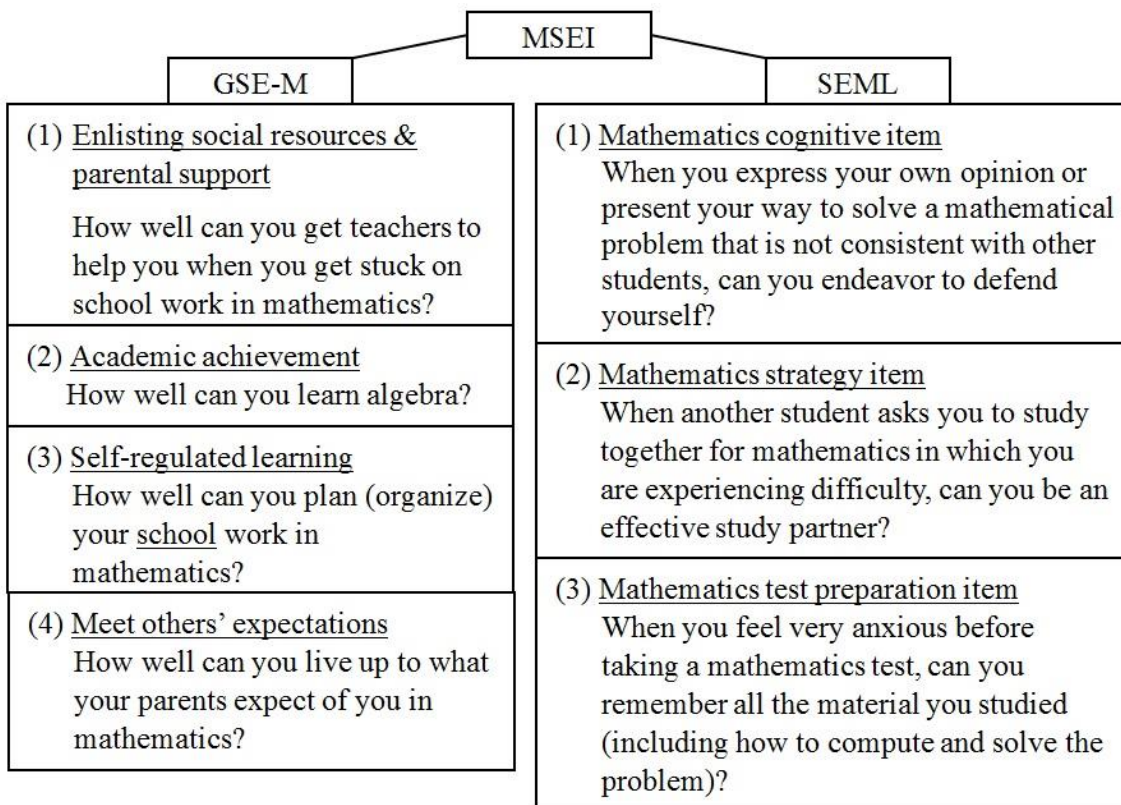 MSEI
GSE-M
(1) Enlisting social resources &
parental support
How well can you get teachers to
help you when you get stuck on
school work in mathematics?
(2) Academic achievement
How well can you learn algebra?
(3) Self-regulated learning
How well can you plan (organize)
your school work in
mathematics?
(4) Meet others’ expectations
How well can you live up to what
your parents expect of you in
mathematics?
SEML
(1) Mathematics cognitive item
When you express your own opinion or
present your way to solve a mathematical
problem that is not consistent with other
students, can you endeavor to defend
yourself?
(2) Mathematics strategy item
When another student asks you to study
together for mathematics in which you
are experiencing difficulty, can you be an
effective study partner?
(3) Mathematics test preparation item
When you feel very anxious before
taking a mathematics test, can you
remember all the material you studied
(including how to compute and solve the
problem)?